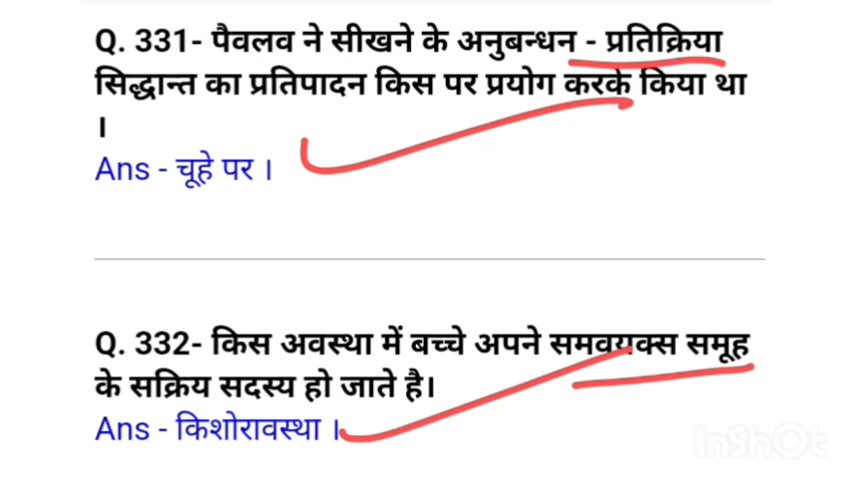 Q. 331- पैवलव ने सीखने के अनुबन्धन - प्रतिक्रिया
सिद्धान्त का प्रतिपादन किस पर प्रयोग करके किया था
।
Ans - चूहे पर ।
Q. 332- किस अवस्था में बच्चे अपने समवयक्स समूह
के सक्रिय सदस्य हो जाते है।
Ans - किशोरावस्था ।
InShOt